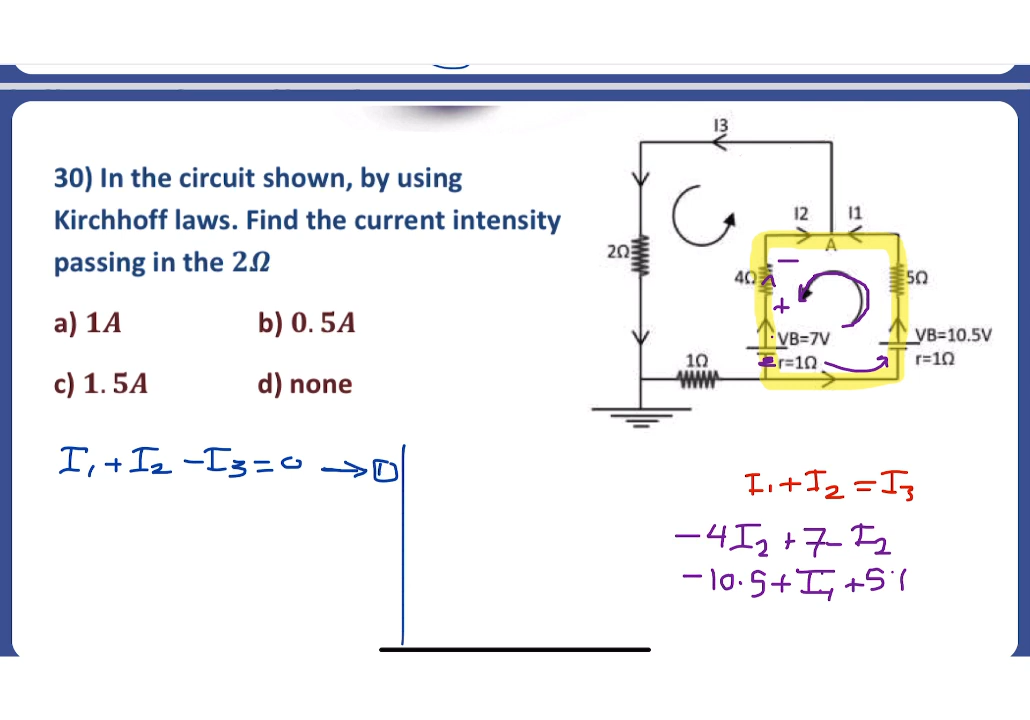 30) In the circuit shown, by using
Kirchhoff laws. Find the current intensity
passing in the 2Ω
a) 1A
b) 0.5A
c) 1.5A
d) none
I3
I2
I1
A
2Ω
4Ω
5Ω
-
+
VB=7V
r=1Ω
VB=10.5V
r=1Ω
1Ω
I₁+I₂-I₃=0 →①
I₁+I₂=I₃
-4I₂+7-I₂
-10.5+I₁+5I